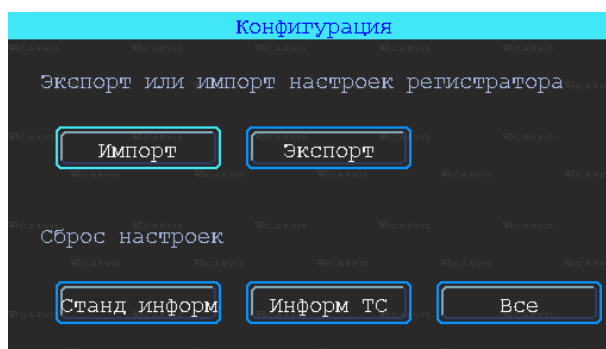 Конфигурация
Экспорт или импорт настроек регистратора
Импорт Экспорт
Сброс настроек
Станд информ Информ ТС Все